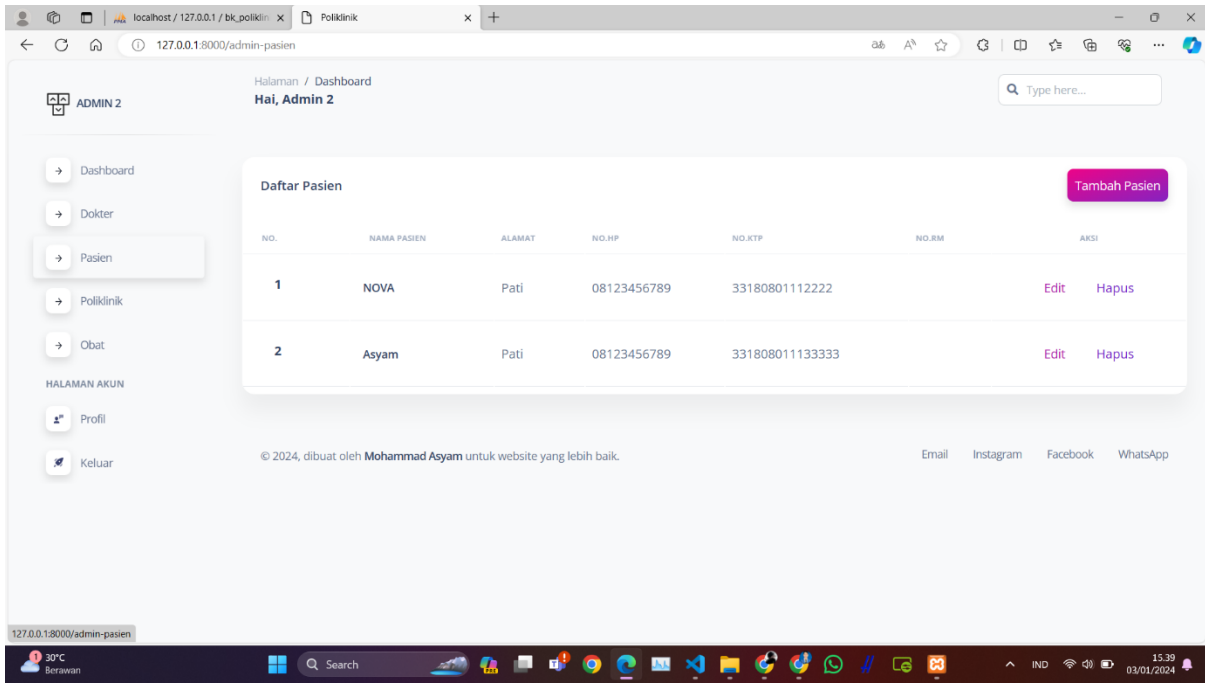 localhost / 127.0.0.1 / bk_poliklin
Poliklinik
127.0.0.1:8000/admin-pasien
ADMIN 2
Halaman / Dashboard
Hai, Admin 2
Type here...
Dashboard
Dokter
Pasien
Poliklinik
Obat
HALAMAN AKUN
Profil
Keluar
Daftar Pasien
Tambah Pasien
NO. NAMA PASIEN ALAMAT NO.HP NO.KTP NO.RM AKSI
1 NOVA Pati 08123456789 33180801112222 Edit Hapus
2 Asyam Pati 08123456789 331808011133333 Edit Hapus
© 2024, dibuat oleh Mohammad Asyam untuk website yang lebih baik.
Email Instagram Facebook WhatsApp
127.0.0.1:8000/admin-pasien
1 30°C
Berawan
Search
IND
15.39
03/01/2024